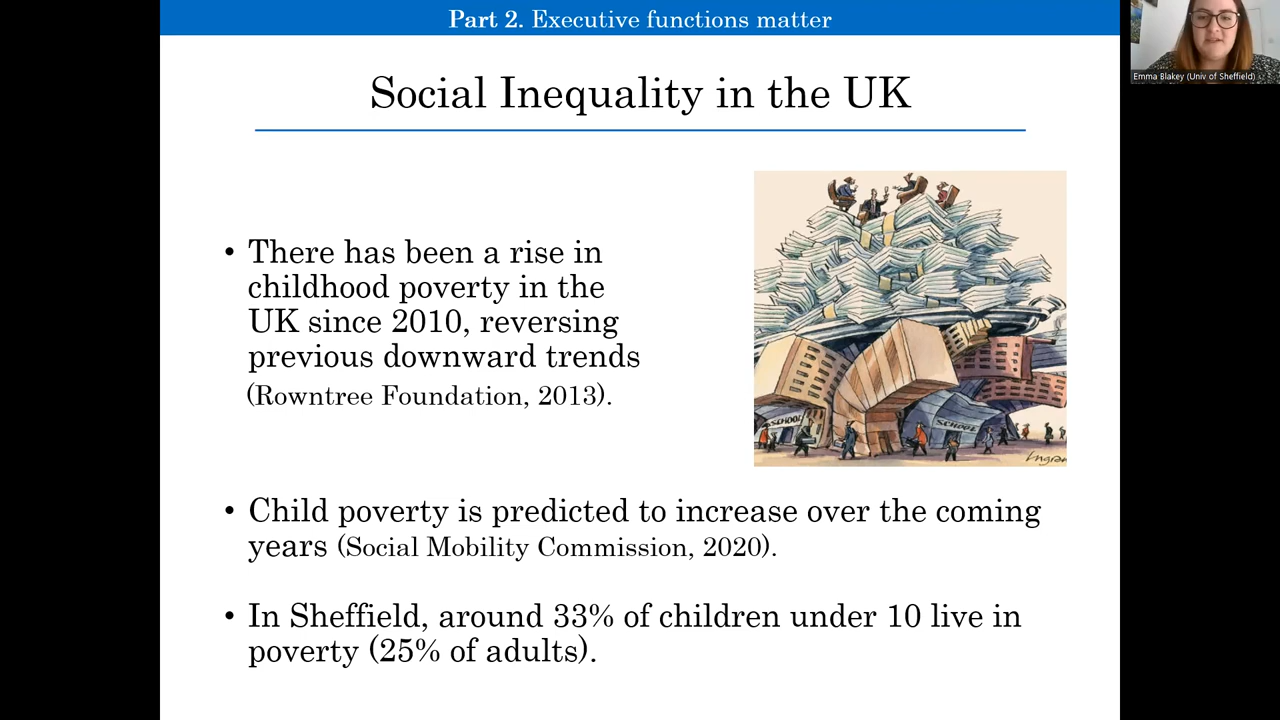 Part 2. Executive functions matter
Emma Blakey (Univ of Sheffield)
Social Inequality in the UK
• There has been a rise in
childhood poverty in the
UK since 2010, reversing
previous downward trends
(Rowntree Foundation, 2013).
SCHOOL
SCHOOL
• Child poverty is predicted to increase over the coming
years (Social Mobility Commission, 2020).
• In Sheffield, around 33% of children under 10 live in
poverty (25% of adults).